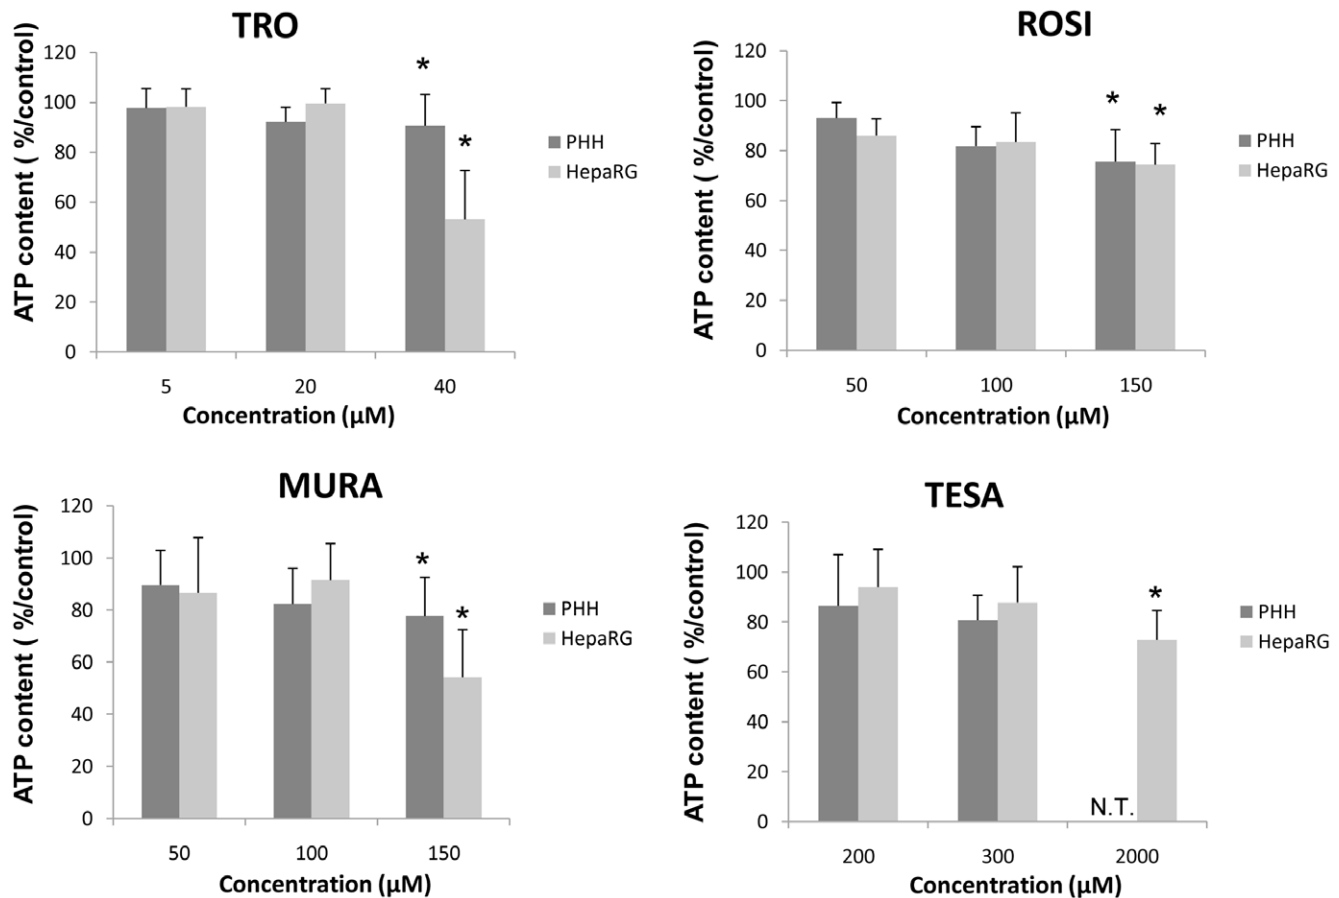 TRO
ATP content ( %/control)
120
100
80
60
40
20
0
*
*
PHH
HepaRG
5 20 40
Concentration (µM)
ROSI
ATP content ( %/control)
120
100
80
60
40
20
0
* *
PHH
HepaRG
50 100 150
Concentration (µM)
MURA
ATP content ( %/control)
120
100
80
60
40
20
0
*
*
PHH
HepaRG
50 100 150
Concentration (µM)
TESA
ATP content ( %/control)
120
100
80
60
40
20
0
*
N.T.
PHH
HepaRG
200 300 2000
Concentration (µM)